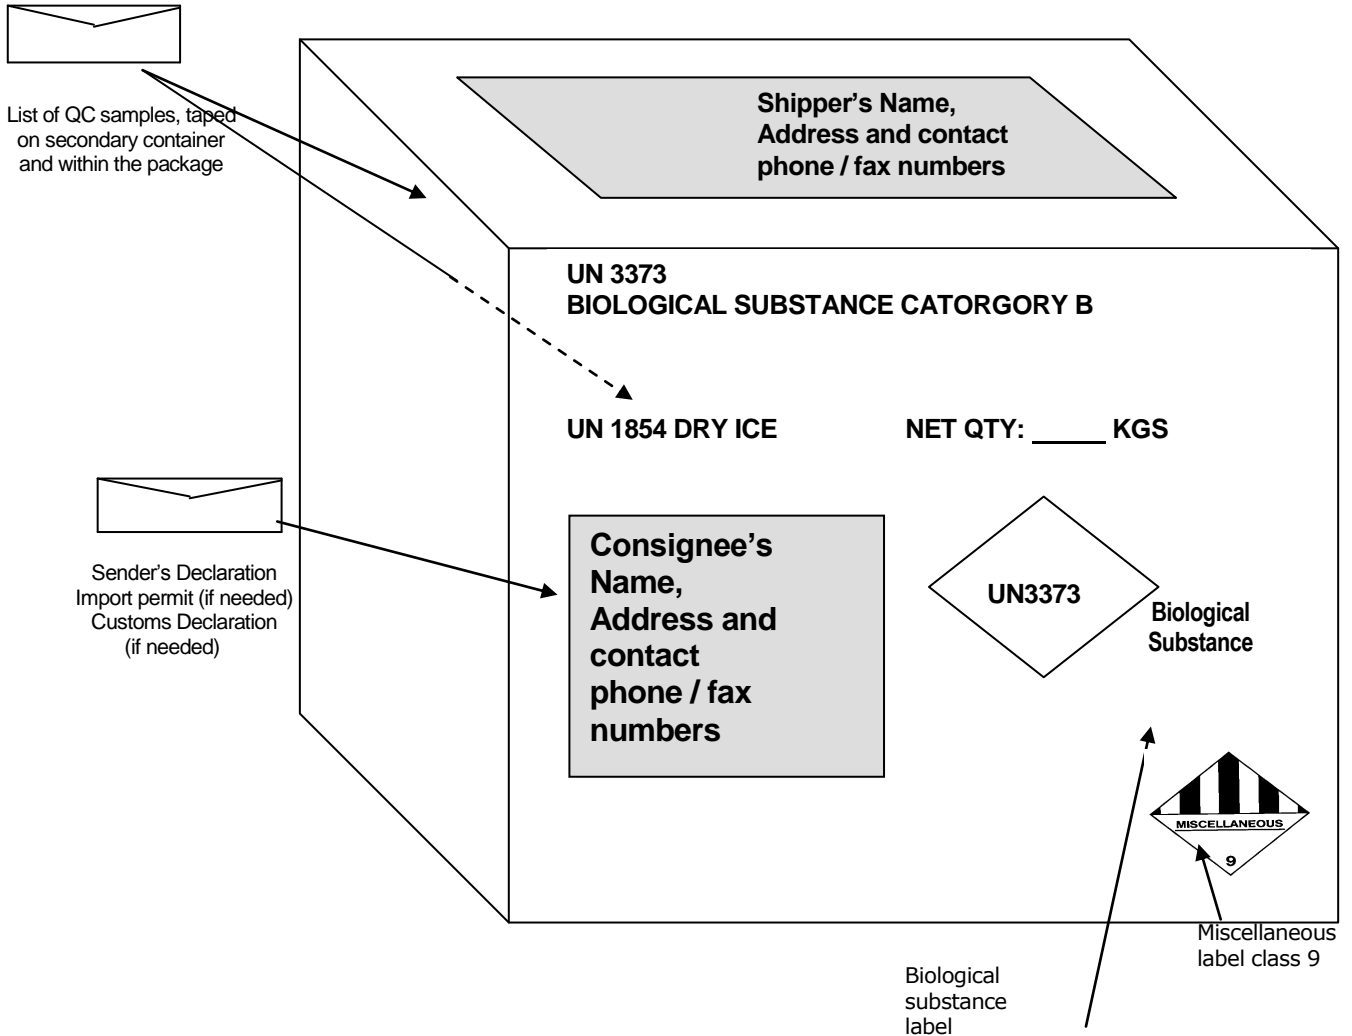 List of QC samples, taped
on secondary container
and within the package
Shipper's Name,
Address and contact
phone / fax numbers
UN 3373
BIOLOGICAL SUBSTANCE CATORGORY B
UN 1854 DRY ICE NET QTY: _____ KGS
Sender's Declaration
Import permit (if needed)
Customs Declaration
(if needed)
Consignee's
Name,
Address and
contact
phone / fax
numbers
UN3373
Biological
Substance
MISCELLANEOUS
9
Miscellaneous
label class 9
Biological
substance
label